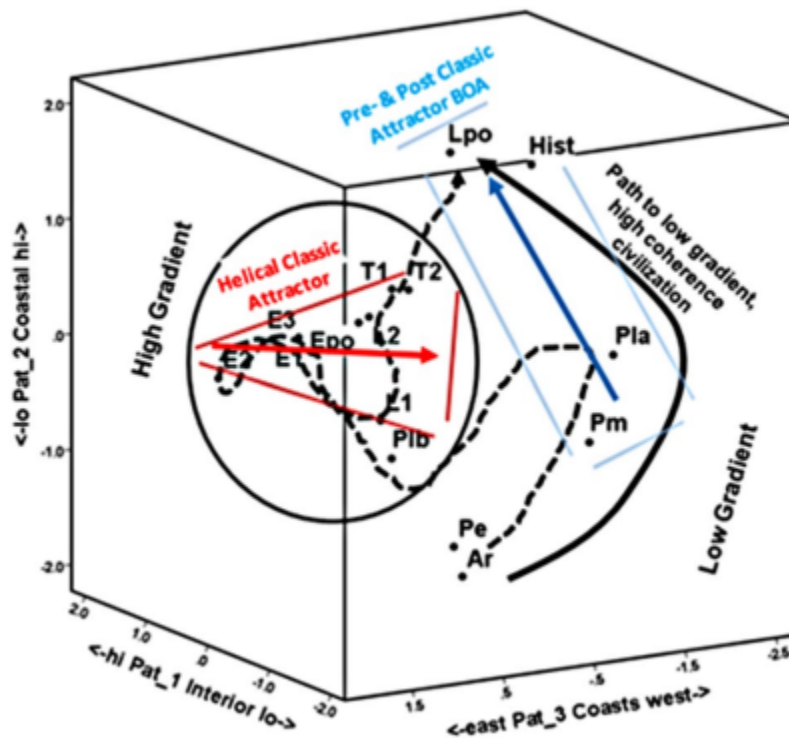 Pre- & Post Classic
Attractor BOA
Lpo
Hist
Path to low gradient,
high coherence
civilization
High Gradient
Helical Classic
Attractor
T1
T2
E3
Epo
L2
E2
E1
Pla
L1
Plb
Pm
Pe
Ar
Low Gradient
<-lo Pat_2 Coastal hi->
2.0
1.0
.0
-1.0
-2.0
2.0
1.0
.0
-1.0
-2.0
<-hi Pat_1 Interior lo->
1.5
.5
-.5
-1.5
-2.5
<-east Pat_3 Coasts west->